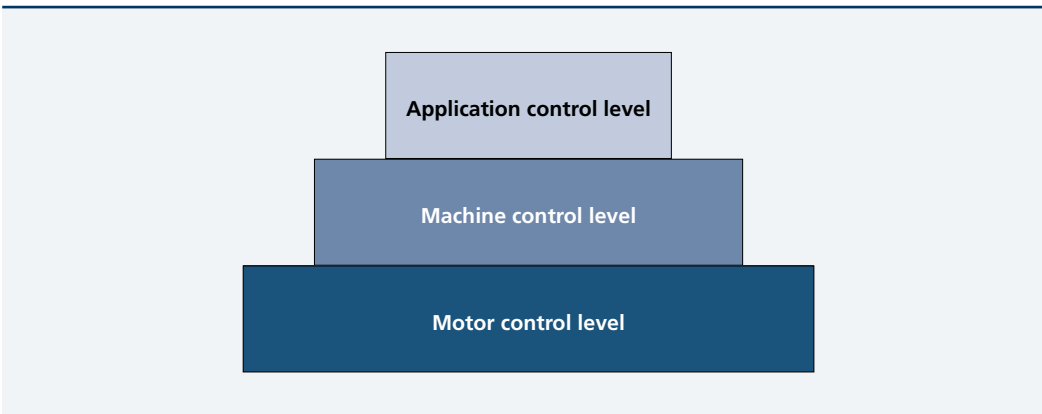 Application control level
Machine control level
Motor control level